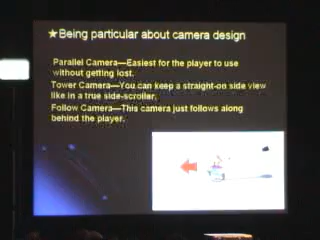 ★Being particular about camera design
Parallel Camera—Easiest for the player to use
without getting lost.
Tower Camera—You can keep a straight-on side view
like in a true side-scroller.
Follow Camera—This camera just follows along
behind the player.